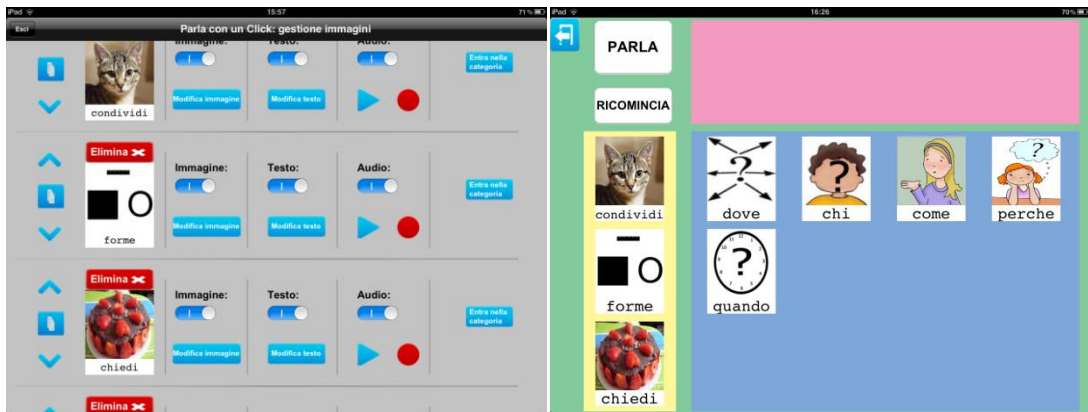 iPad
15:57
71%
Esci
Parla con un Click: gestione immagini
Immagine:
Testo:
Audio:
Modifica immagine
Modifica testo
Entra nella
categoria
condividi
Elimina
Immagine:
Testo:
Audio:
Modifica immagine
Modifica testo
Entra nella
categoria
forme
Elimina
Immagine:
Testo:
Audio:
Modifica immagine
Modifica testo
Entra nella
categoria
chiedi
Elimina
iPad
16:26
70%
PARLA
RICOMINCIA
condividi
forme
chiedi
dove
chi
come
perche
quando